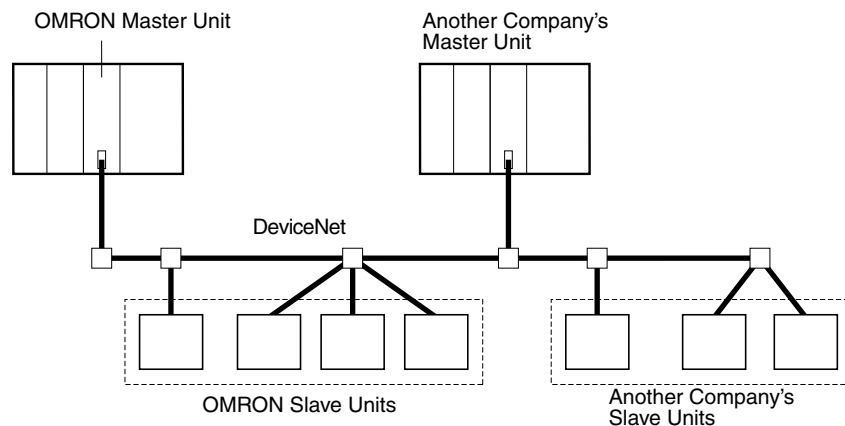 OMRON Master Unit
Another Company's
Master Unit
DeviceNet
OMRON Slave Units
Another Company's
Slave Units